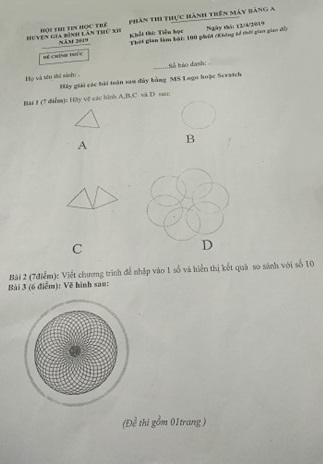 HỘI THI TIN HỌC TRẺ
HUYỆN GIA BÌNH LẦN THỨ XII
NĂM 2019
ĐỀ CHÍNH THỨC
PHẦN THI THỰC HÀNH TRÊN MÁY BẢNG A
Khối thi: Tiểu học
Ngày thi: 12/4/2019
Thời gian làm bài: 100 phút (Không kể thời gian giao đề)
Họ và tên thí sinh:
Số báo danh:
Hãy giải các bài toán sau đây bằng MS Logo hoặc Scratch
Bài 1 (7 điểm): Hãy vẽ các hình A,B,C và D sau:
A
B
C
D
Bài 2 (7điểm): Viết chương trình để nhập vào 1 số và hiển thị kết quả so sánh với số 10
Bài 3 (6 điểm): Vẽ hình sau:
(Đề thi gồm 01trang )